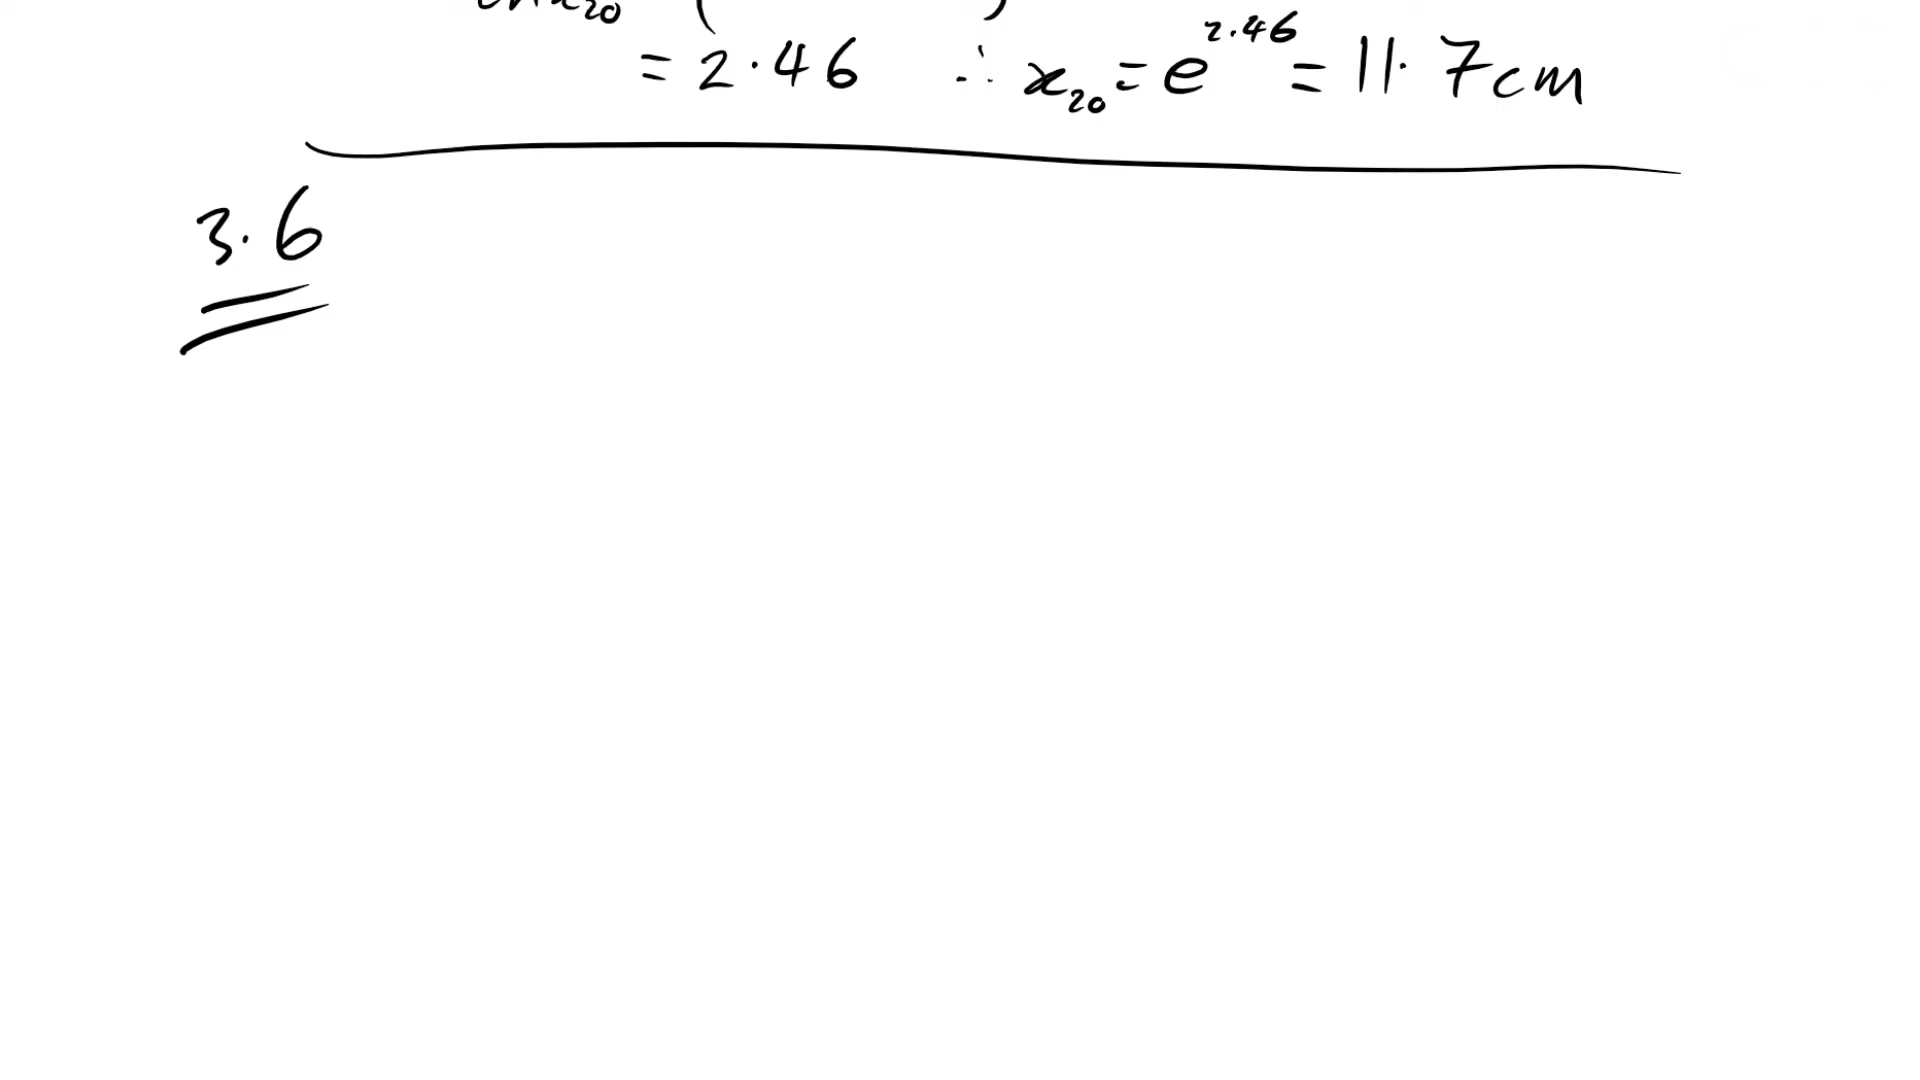 = 2.46 ∴ x₂₀ = e^2.46 = 11.7cm
3.6